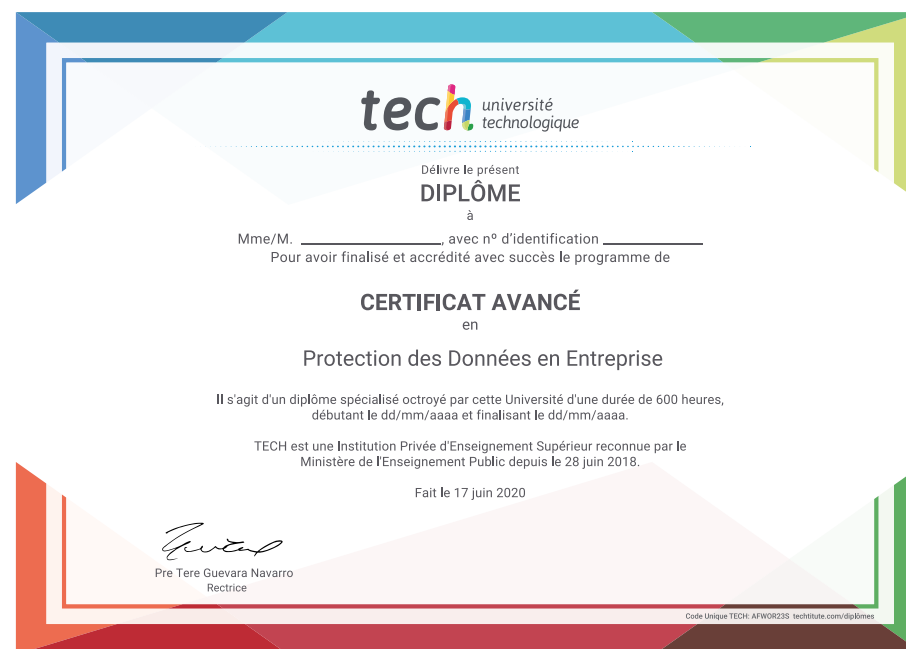 tech université
technologique
Délivre le présent
DIPLÔME
à
Mme/M. ____________________, avec nº d'identification ______________
Pour avoir finalisé et accrédité avec succès le programme de
CERTIFICAT AVANCÉ
en
Protection des Données en Entreprise
Il s'agit d'un diplôme spécialisé octroyé par cette Université d'une durée de 600 heures,
débutant le dd/mm/aaaa et finalisant le dd/mm/aaaa.
TECH est une Institution Privée d'Enseignement Supérieur reconnue par le
Ministère de l'Enseignement Public depuis le 28 juin 2018.
Fait le 17 juin 2020
Pre Tere Guevara Navarro
Rectrice
Code Unique TECH: AFWOR23S techtitute.com/diplômes